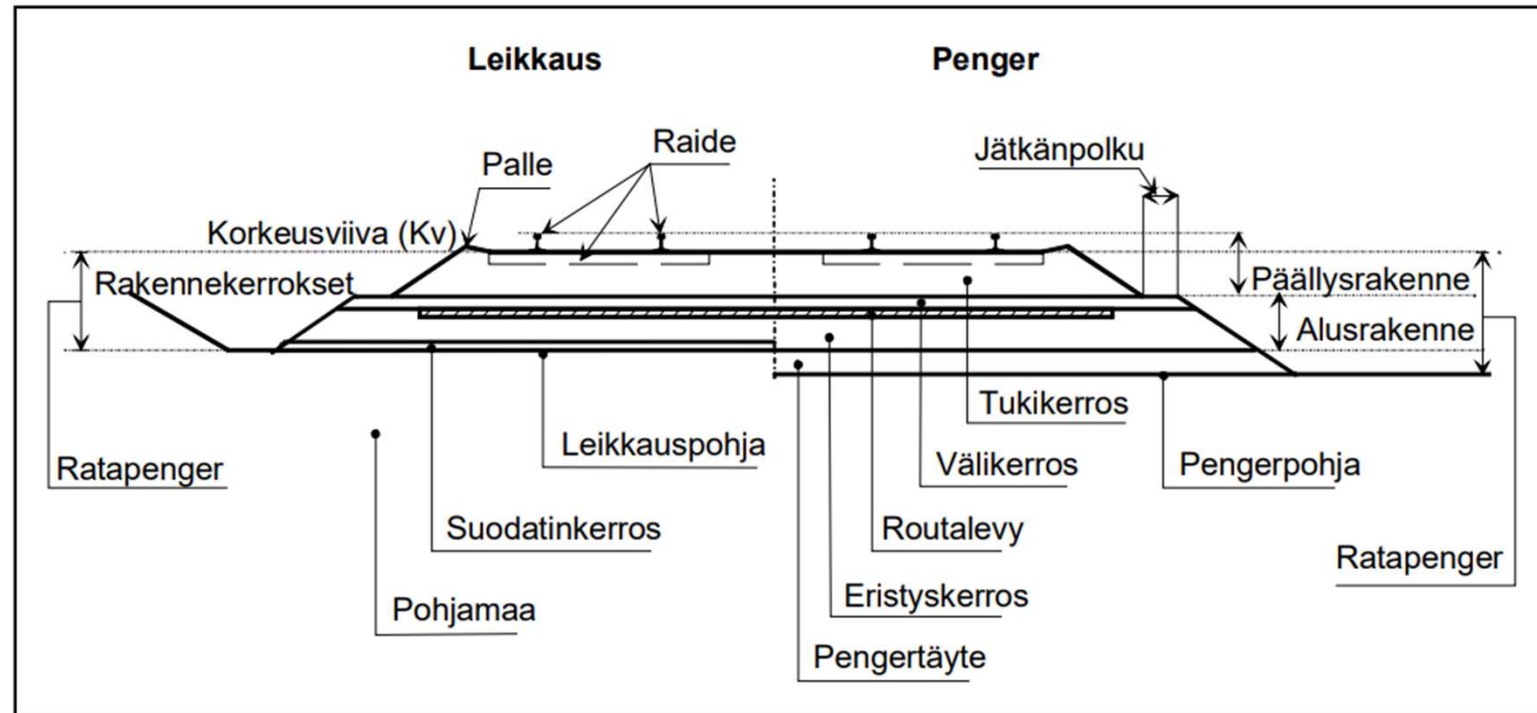 Leikkaus
Penger
Raide
Jätkänpolku
Palle
Korkeusviiva (Kv)
Rakennekerrokset
Päällysrakenne
Alusrakenne
Tukikerros
Leikkauspohja
Välikerros
Pengerpohja
Ratapenger
Suodatinkerros
Routalevy
Ratapenger
Eristyskerros
Pohjamaa
Pengertäyte